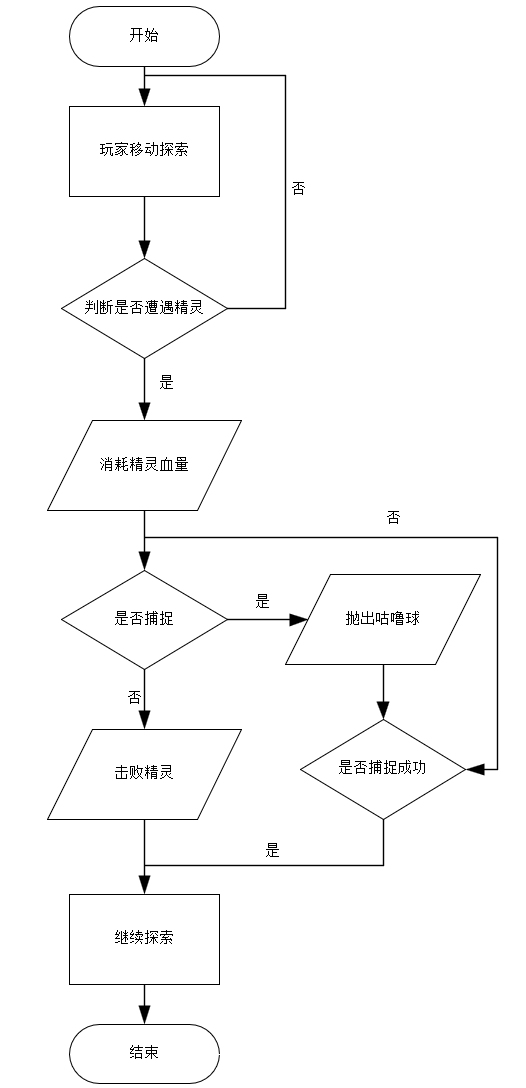 开始
玩家移动探索
否
判断是否遭遇精灵
是
消耗精灵血量
否
是否捕捉
是
抛出咕噜球
否
击败精灵
是否捕捉成功
是
继续探索
结束